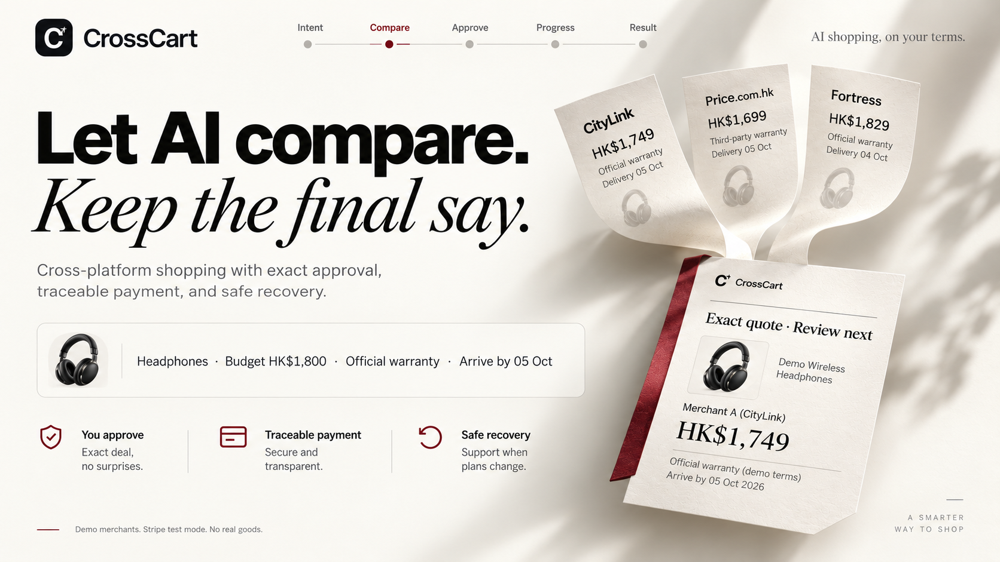 CrossCart
Intent
Compare
Approve
Progress
Result
AI shopping, on your terms.
Let AI compare.
Keep the final say.
Cross-platform shopping with exact approval,
traceable payment, and safe recovery.
Headphones · Budget HK$1,800 · Official warranty · Arrive by 05 Oct
You approve
Exact deal,
no surprises.
Traceable payment
Secure and
transparent.
Safe recovery
Support when
plans change.
Demo merchants. Stripe test mode. No real goods.
CityLink
HK$1,749
Official warranty
Delivery 05 Oct
Price.com.hk
HK$1,699
Third-party warranty
Delivery 05 Oct
Fortress
HK$1,829
Official warranty
Delivery 04 Oct
C CrossCart
Exact quote · Review next
Demo Wireless
Headphones
Merchant A (CityLink)
HK$1,749
Official warranty (demo terms)
Arrive by 05 Oct 2026
A SMARTER
WAY TO SHOP